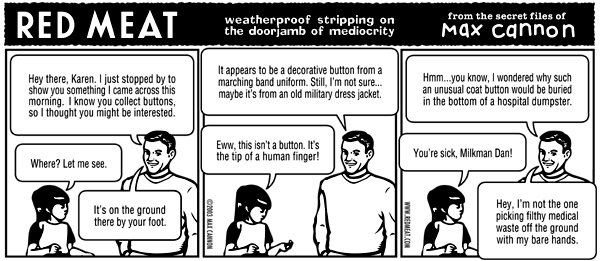 RED MEAT
weatherproof stripping on
the doorjamb of mediocrity
from the secret files of
Max cannon
Hey there, Karen. I just stopped by to
show you something I came across this
morning. I know you collect buttons,
so I thought you might be interested.
Where? Let me see.
It's on the ground
there by your foot.
©2003 MAX CANNON
It appears to be a decorative button from a
marching band uniform. Still, I'm not sure...
maybe it's from an old military dress jacket.
Eww, this isn't a button. It's
the tip of a human finger!
WWW.REDMEAT.COM
Hmm...you know, I wondered why such
an unusual coat button would be buried
in the bottom of a hospital dumpster.
You're sick, Milkman Dan!
Hey, I'm not the one
picking filthy medical
waste off the ground
with my bare hands.